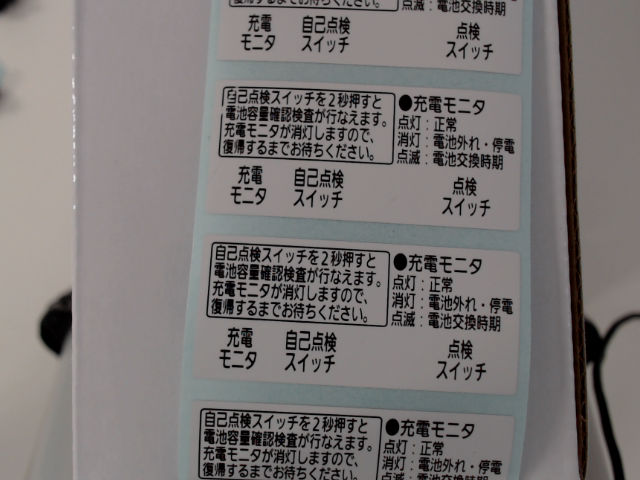 復帰するまでお待ちください。
点滅：電池交換時期
充電
モニタ
自己点検
スイッチ
点検
スイッチ
自己点検スイッチを2秒押すと
電池容量確認検査が行なえます。
充電モニタが消灯しますので、
復帰するまでお待ちください。
●充電モニタ
点灯：正常
消灯：電池外れ・停電
点滅：電池交換時期
充電
モニタ
自己点検
スイッチ
点検
スイッチ
自己点検スイッチを2秒押すと
電池容量確認検査が行なえます。
充電モニタが消灯しますので、
復帰するまでお待ちください。
●充電モニタ
点灯：正常
消灯：電池外れ・停電
点滅：電池交換時期
充電
モニタ
自己点検
スイッチ
点検
スイッチ
自己点検スイッチを2秒押すと
電池容量確認検査が行なえます。
充電モニタが消灯しますので、
復帰するまでお待ちください。
●充電モニタ
点灯：正常
消灯：電池外れ・停電
点滅：電池交換時期